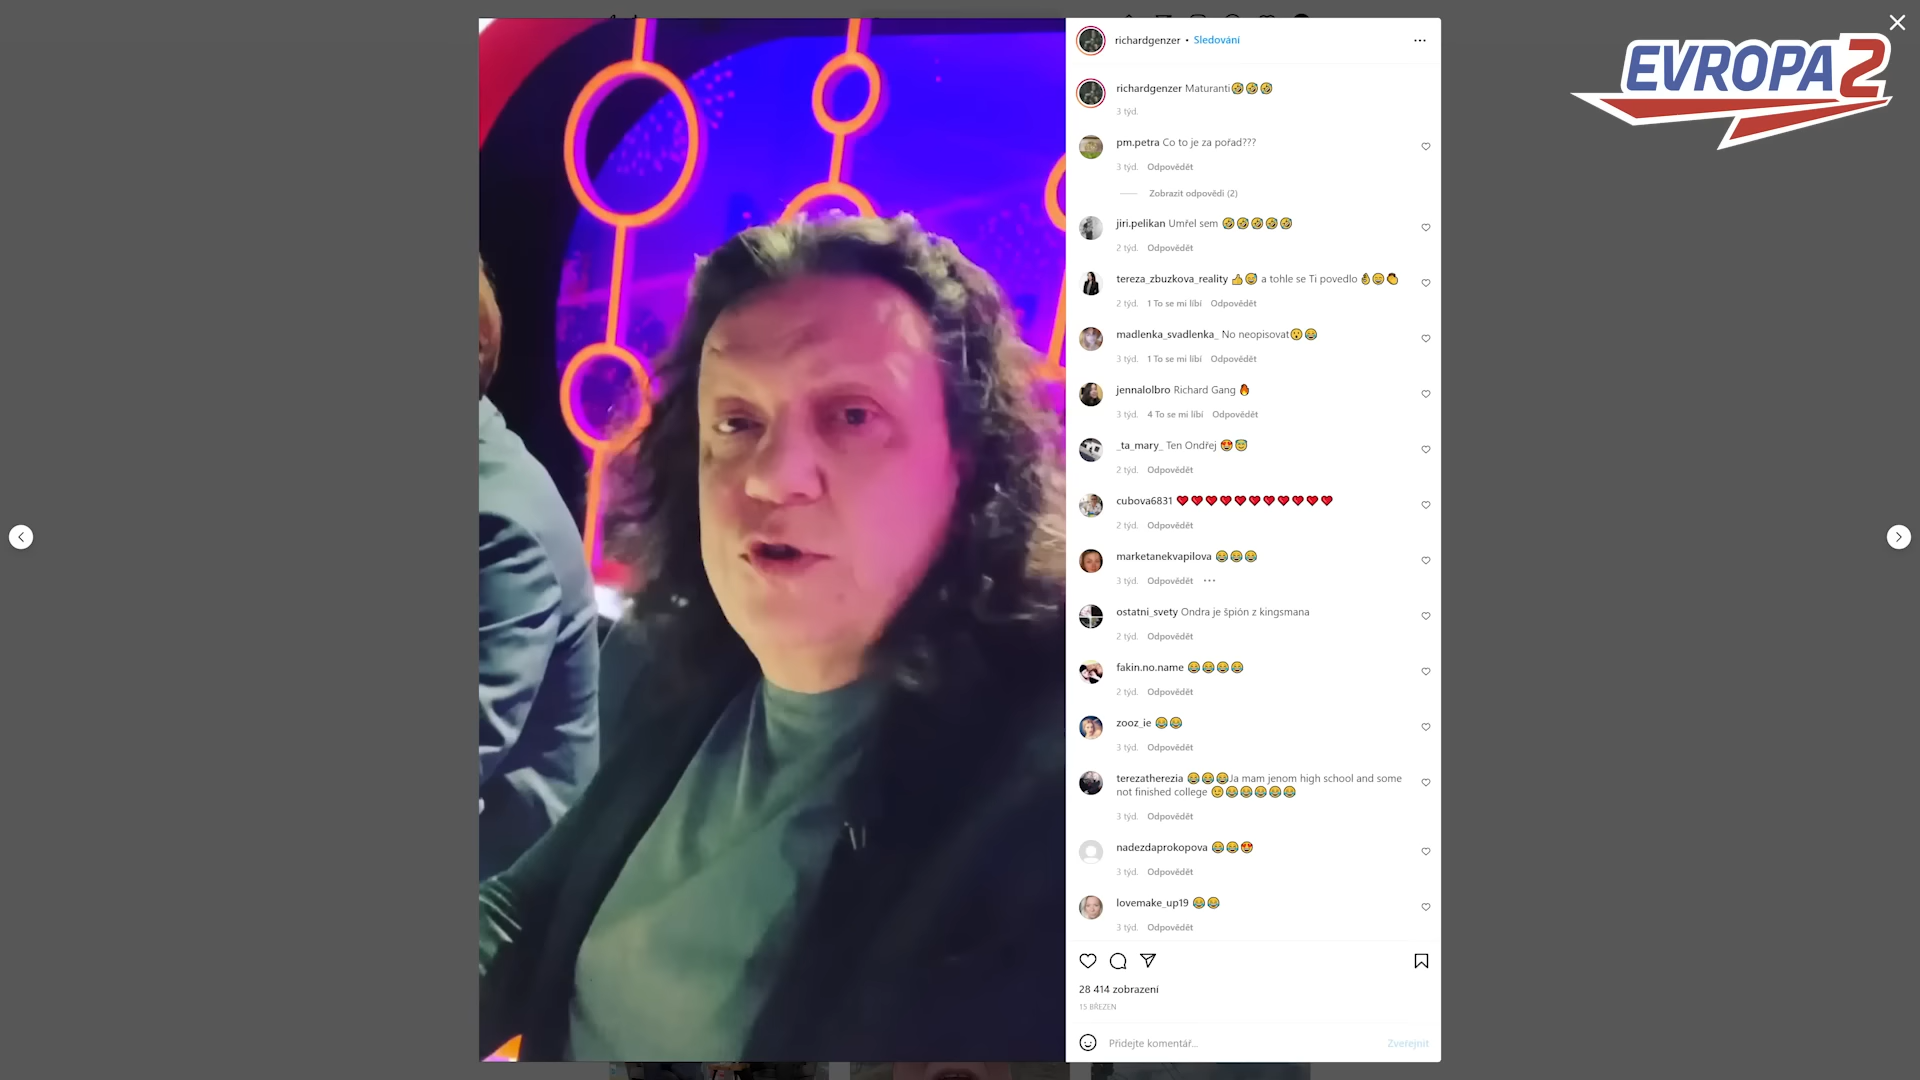 EVROPA 2
richardgenzer • Sledování
richardgenzer Maturanti🤣🤣🤣
3 týd.
pm.petra Co to je za pořad???
3 týd. Odpovědět
Zobrazit odpovědi (2)
jiri.pelikan Umřel sem 🤣🤣🤣🤣🤣
2 týd. Odpovědět
tereza_zbuzkova_reality 👍😅 a tohle se Ti povedlo 👌😄👏
2 týd. 1 To se mi líbí Odpovědět
madlenka_svadlenka_ No neopisovat😮😂
3 týd. 1 To se mi líbí Odpovědět
jennalolbro Richard Gang 🔥
3 týd. 4 To se mi líbí Odpovědět
_ta_mary_ Ten Ondřej 😍😇
2 týd. Odpovědět
cubova6831 ❤❤❤❤❤❤❤❤❤❤❤
2 týd. Odpovědět
marketanekvapilova 😂😂😂
3 týd. Odpovědět ...
ostatni_svety Ondra je špión z kingsmana
2 týd. Odpovědět
fakin.no.name 😂😂😂😂
2 týd. Odpovědět
zooz_ie 😂😂
3 týd. Odpovědět
terezatherezia 😂😂😂Ja mam jenom high school and some
not finished college 😉😂😂😂😂😂
3 týd. Odpovědět
nadezdaprokopova 😂😂😍
3 týd. Odpovědět
lovemake_up19 😂😂
3 týd. Odpovědět
28 414 zobrazení
15 BŘEZEN
Přidejte komentář...
Zveřejnit